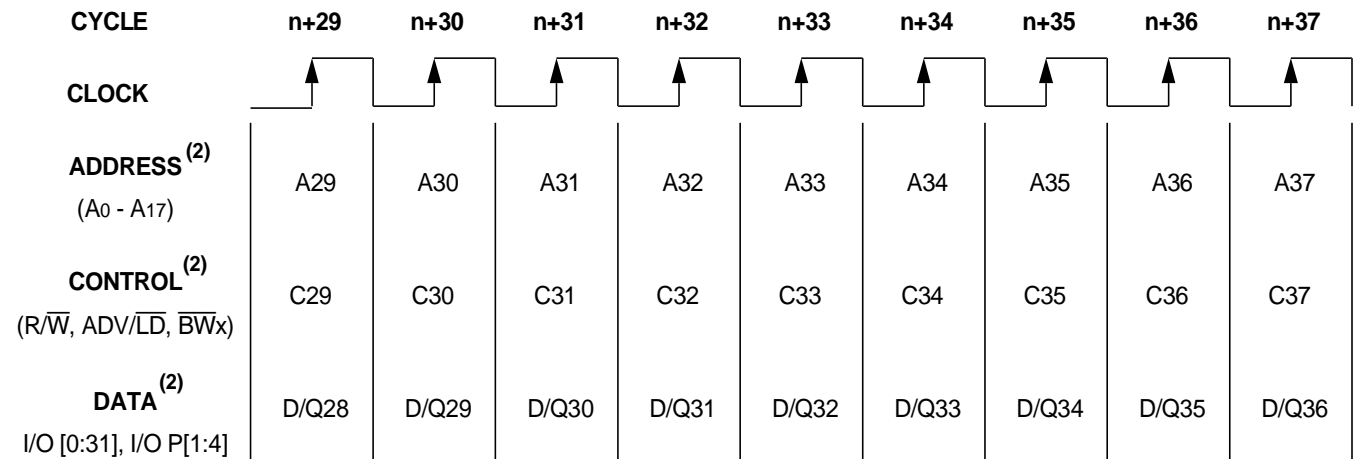 CYCLE n+29 n+30 n+31 n+32 n+33 n+34 n+35 n+36 n+37
CLOCK
ADDRESS(2)
(A0 - A17)
A29 A30 A31 A32 A33 A34 A35 A36 A37
CONTROL(2)
(R/W̅, ADV/L̅D̅, B̅W̅x)
C29 C30 C31 C32 C33 C34 C35 C36 C37
DATA(2)
I/O [0:31], I/O P[1:4]
D/Q28 D/Q29 D/Q30 D/Q31 D/Q32 D/Q33 D/Q34 D/Q35 D/Q36